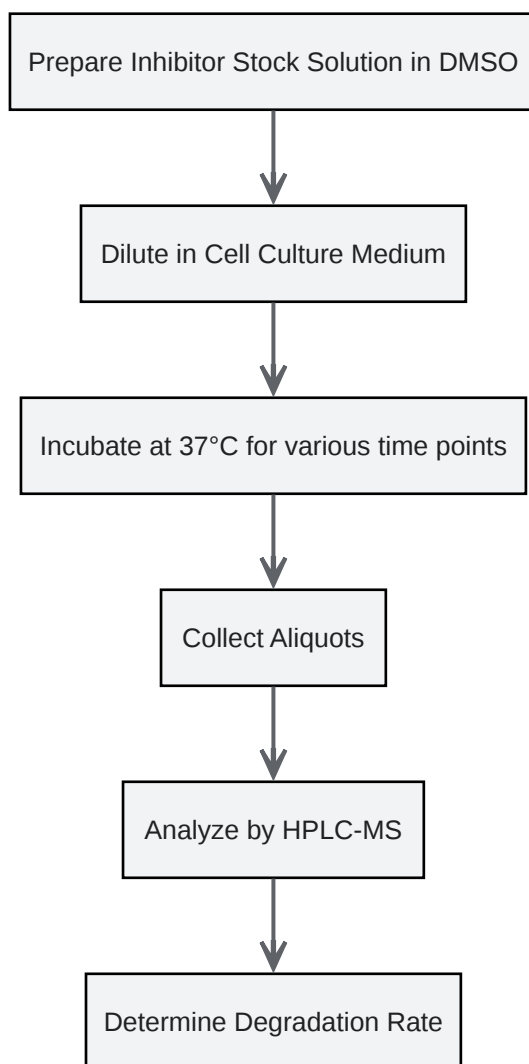 Prepare Inhibitor Stock Solution in DMSO
Dilute in Cell Culture Medium
Incubate at 37°C for various time points
Collect Aliquots
Analyze by HPLC-MS
Determine Degradation Rate